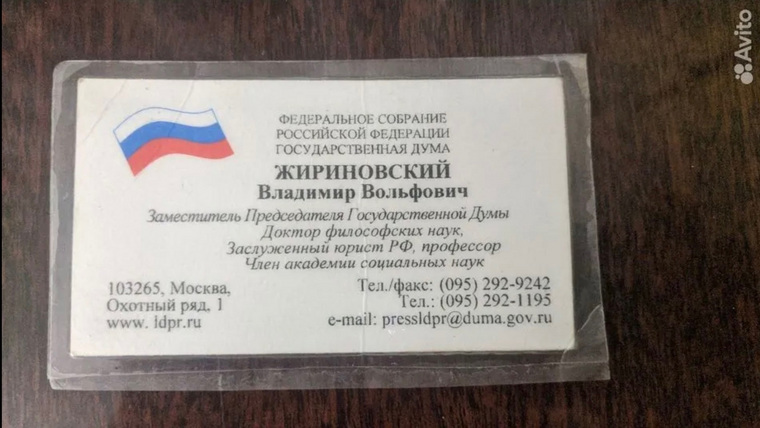 Avito
ФЕДЕРАЛЬНОЕ СОБРАНИЕ
РОССИЙСКОЙ ФЕДЕРАЦИИ
ГОСУДАРСТВЕННАЯ ДУМА
ЖИРИНОВСКИЙ
Владимир Вольфович
Заместитель Председателя Государственной Думы
Доктор философских наук,
Заслуженный юрист РФ, профессор
Член академии социальных наук
103265, Москва,
Охотный ряд, 1
www. ldpr.ru
Тел./факс: (095) 292-9242
Тел.: (095) 292-1195
e-mail: pressldpr@duma.gov.ru